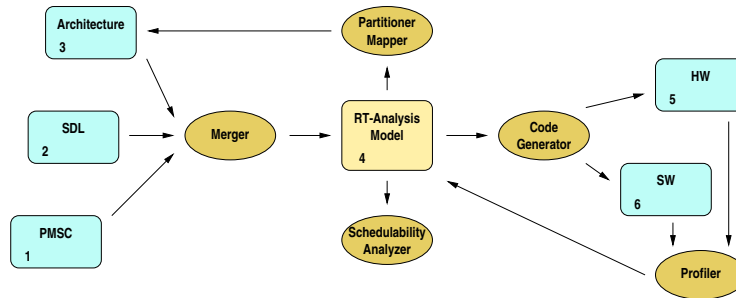 Architecture
3
Partitioner
Mapper
HW
5
SDL
2
Merger
RT-Analysis
Model
4
Code
Generator
SW
6
PMSC
1
Schedulability
Analyzer
Profiler